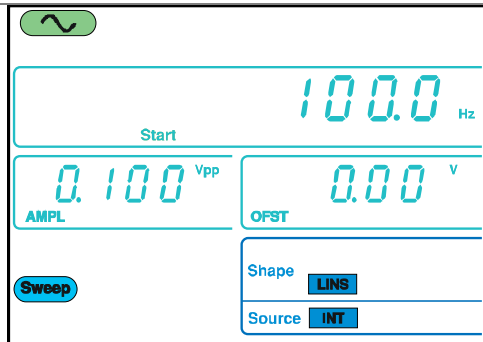 100.0 Hz
Start
0.100 Vpp 0.00 V
AMPL OFST
Shape LINS
Sweep
Source INT